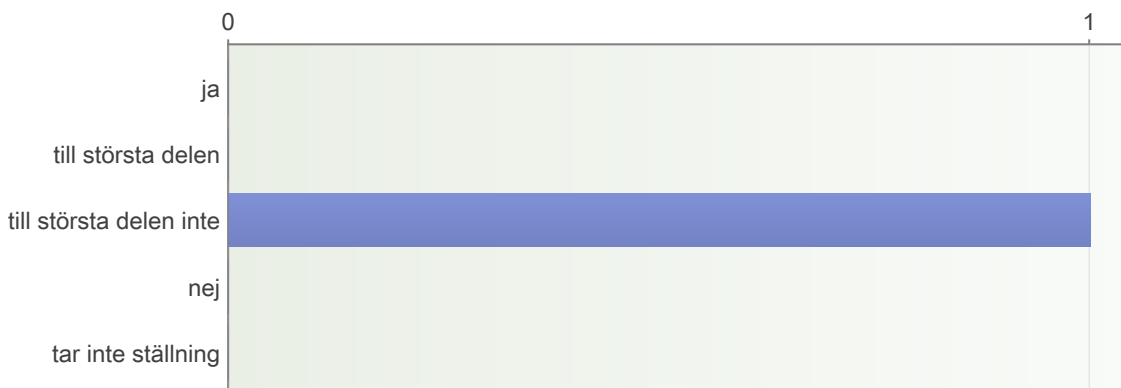 0 1
ja
till största delen
till största delen inte
nej
tar inte ställning